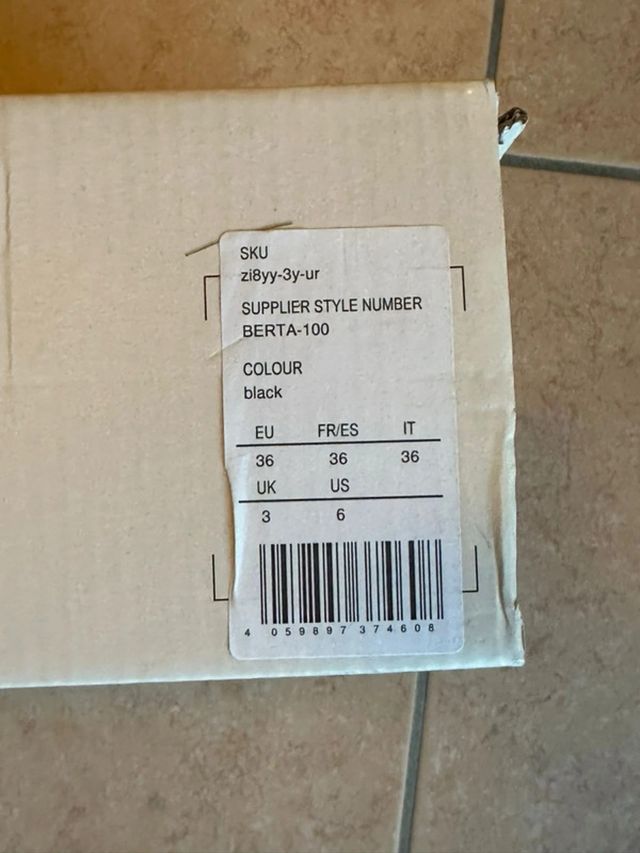 SKU
zi8yy-3y-ur
SUPPLIER STYLE NUMBER
BERTA-100
COLOUR
black
EU FR/ES IT
36 36 36
UK US
3 6
4 059897 374608